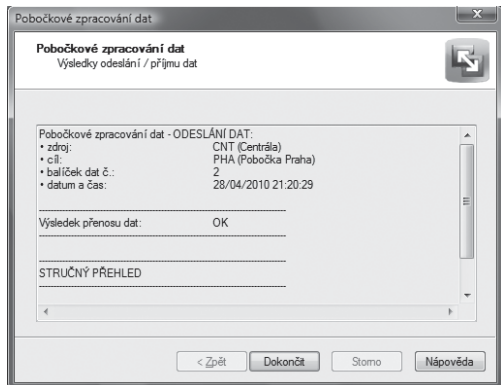 Pobočkové zpracování dat
Pobočkové zpracování dat
Výsledky odeslání / příjmu dat
Pobočkové zpracování dat - ODESLÁNÍ DAT:
• zdroj: CNT (Centrála)
• cíl: PHA (Pobočka Praha)
• balíček dat č.: 2
• datum a čas: 28/04/2010 21:20:29
Výsledek přenosu dat: OK
STRUČNÝ PŘEHLED
< Zpět Dokončit Storno Nápověda